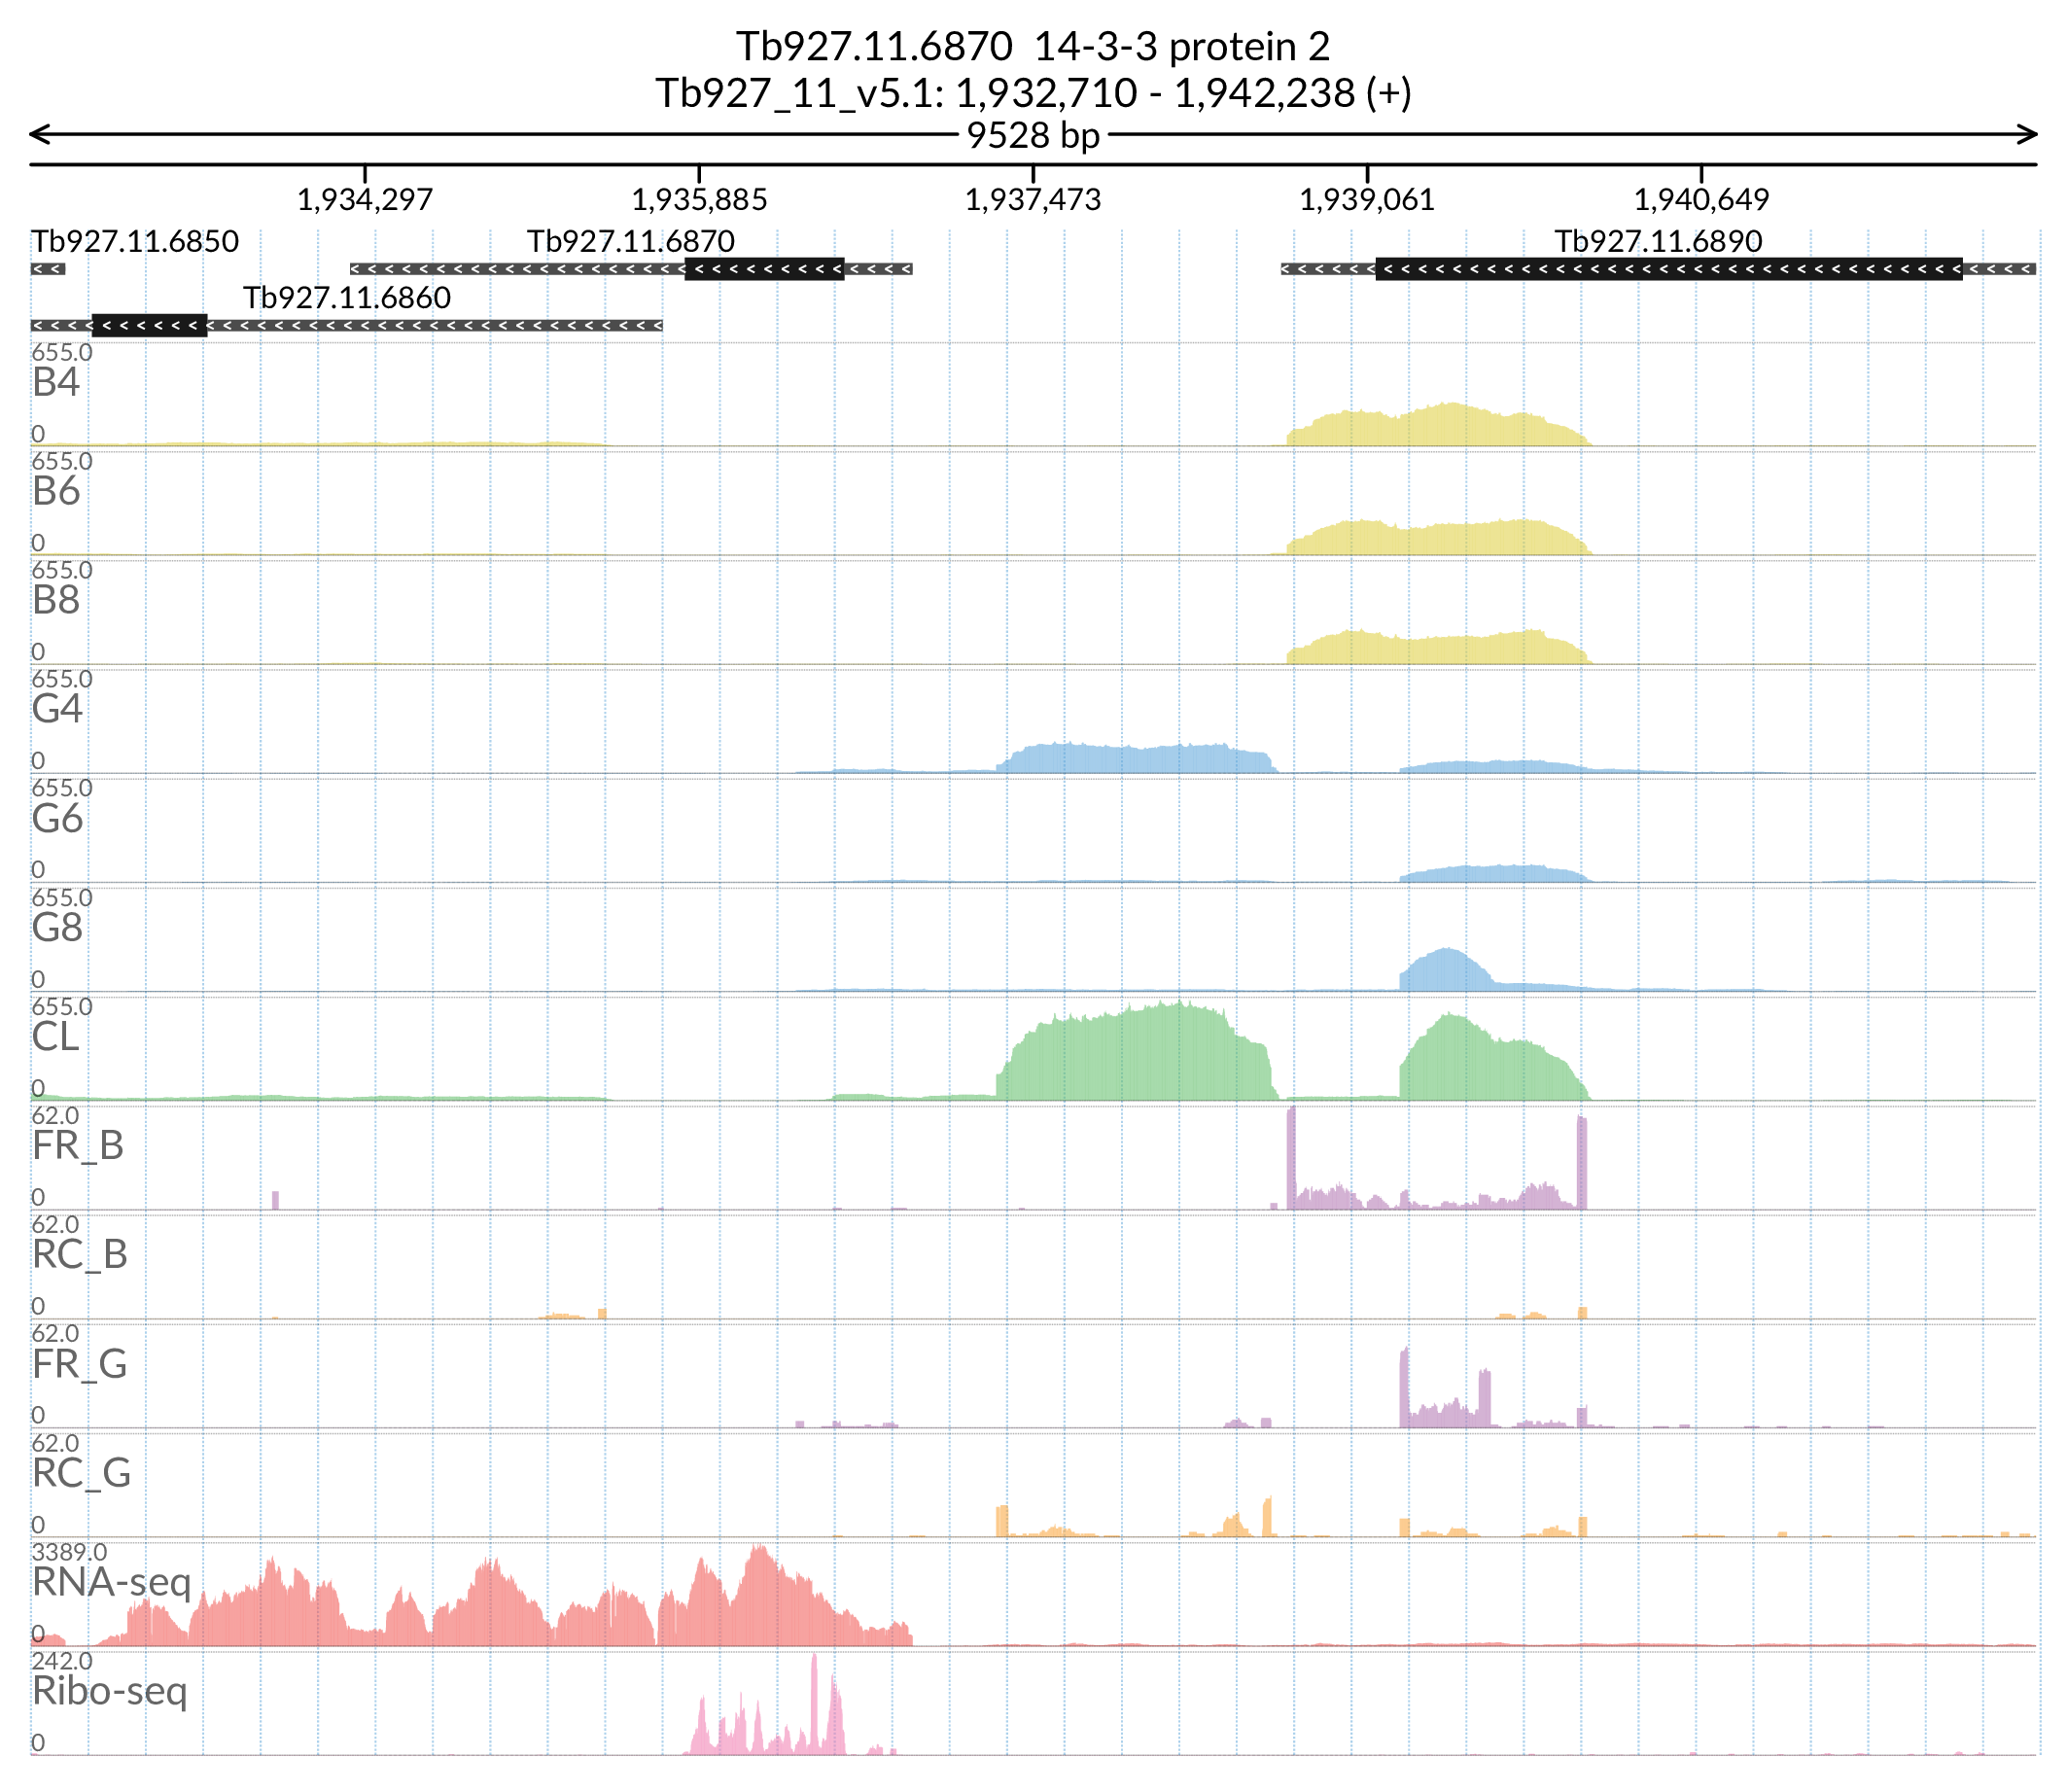 Tb927.11.6870  14-3-3 protein 2
Tb927_11_v5.1: 1,932,710 - 1,942,238 (+)
9528 bp
1,934,297 1,935,885 1,937,473 1,939,061 1,940,649
Tb927.11.6850 Tb927.11.6870 Tb927.11.6890
Tb927.11.6860
655.0
B4
0
655.0
B6
0
655.0
B8
0
655.0
G4
0
655.0
G6
0
655.0
G8
0
655.0
CL
0
62.0
FR_B
0
62.0
RC_B
0
62.0
FR_G
0
62.0
RC_G
0
3389.0
RNA-seq
0
242.0
Ribo-seq
0